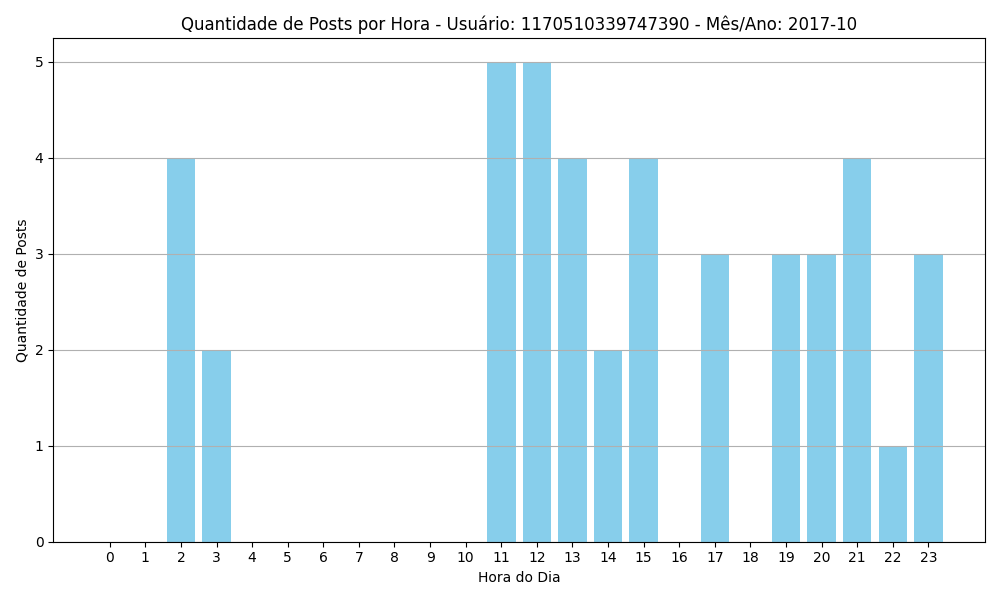 Quantidade de Posts por Hora - Usuário: 1170510339747390 - Mês/Ano: 2017-10
Quantidade de Posts
5
4
3
2
1
0
0 1 2 3 4 5 6 7 8 9 10 11 12 13 14 15 16 17 18 19 20 21 22 23
Hora do Dia